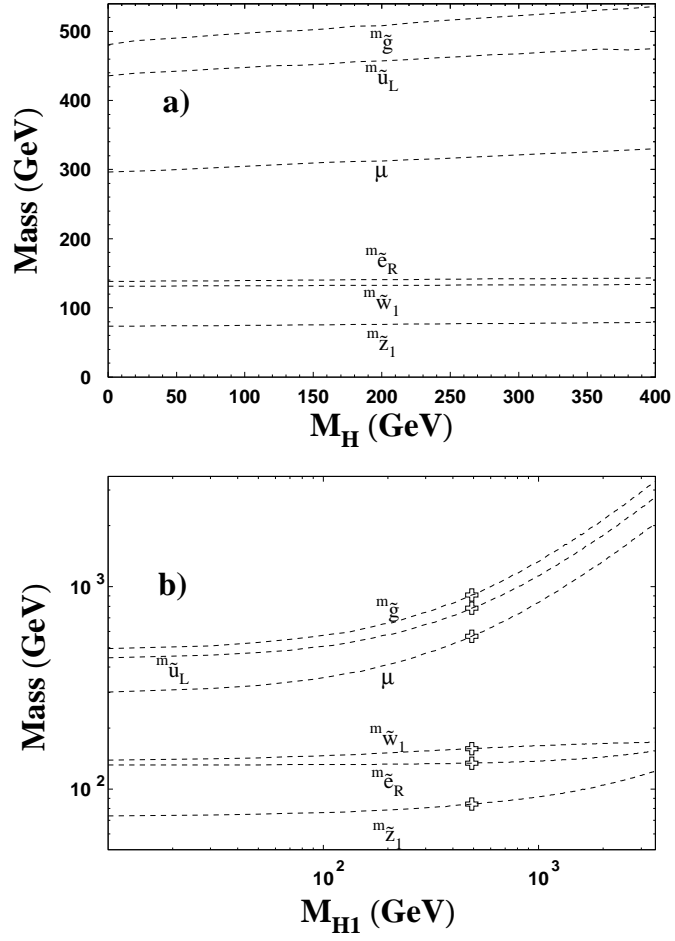 Mass (GeV)
500
400
300
200
100
0
a)
m g̃
m ũ_L
μ
m ẽ_R
m w̃_1
m z̃_1
0 50 100 150 200 250 300 350 400
M_H (GeV)
Mass (GeV)
10^3
10^2
b)
m g̃
m ũ_L
μ
m w̃_1
m ẽ_R
m z̃_1
10^2 10^3
M_H1 (GeV)